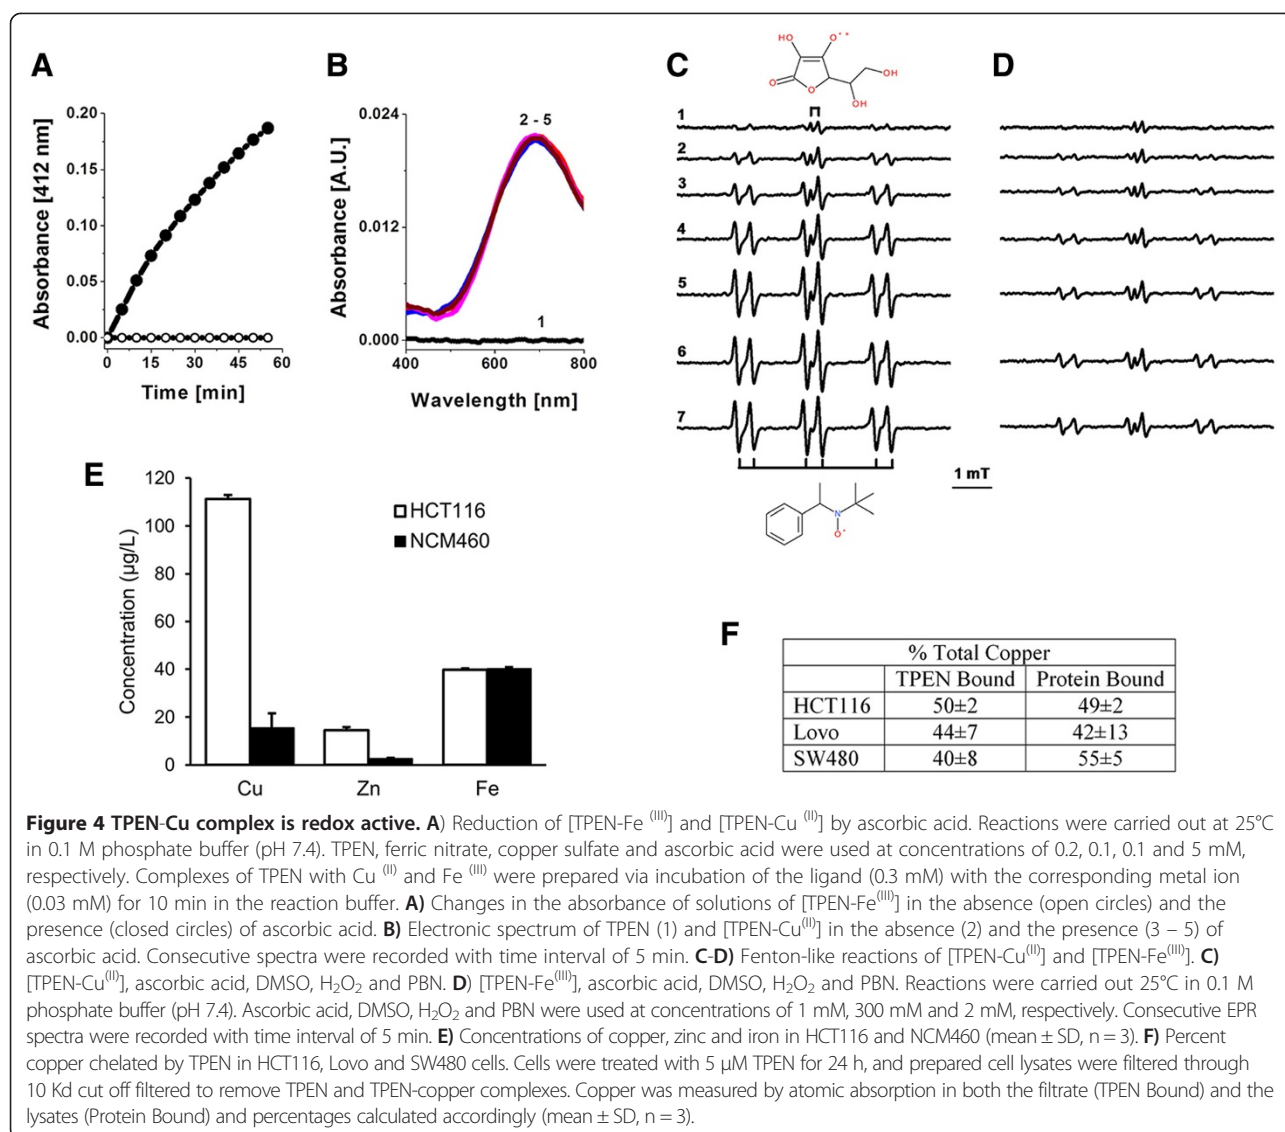 A
B
C
D
Absorbance [412 nm]
0.20
0.15
0.10
0.05
0.00
0 15 30 45 60
Time [min]
Absorbance [A.U.]
0.024
0.012
0.000
2 - 5
1
400 600 800
Wavelength [nm]
HO
O
O
O
OH
OH
1
2
3
4
5
6
7
1 mT
N
O
E
Concentration (µg/L)
120
100
80
60
40
20
0
HCT116
NCM460
Cu Zn Fe
F
% Total Copper
TPEN Bound Protein Bound
HCT116 50±2 49±2
Lovo 44±7 42±13
SW480 40±8 55±5
Figure 4 TPEN-Cu complex is redox active. A) Reduction of [TPEN-Fe (III)] and [TPEN-Cu (II)] by ascorbic acid. Reactions were carried out at 25°C
in 0.1 M phosphate buffer (pH 7.4). TPEN, ferric nitrate, copper sulfate and ascorbic acid were used at concentrations of 0.2, 0.1, 0.1 and 5 mM,
respectively. Complexes of TPEN with Cu (II) and Fe (III) were prepared via incubation of the ligand (0.3 mM) with the corresponding metal ion
(0.03 mM) for 10 min in the reaction buffer. A) Changes in the absorbance of solutions of [TPEN-Fe(III)] in the absence (open circles) and the
presence (closed circles) of ascorbic acid. B) Electronic spectrum of TPEN (1) and [TPEN-Cu(II)] in the absence (2) and the presence (3 – 5) of
ascorbic acid. Consecutive spectra were recorded with time interval of 5 min. C-D) Fenton-like reactions of [TPEN-Cu(II)] and [TPEN-Fe(III)]. C)
[TPEN-Cu(II)], ascorbic acid, DMSO, H₂O₂ and PBN. D) [TPEN-Fe(III)], ascorbic acid, DMSO, H₂O₂ and PBN. Reactions were carried out 25°C in 0.1 M
phosphate buffer (pH 7.4). Ascorbic acid, DMSO, H₂O₂ and PBN were used at concentrations of 1 mM, 300 mM and 2 mM, respectively. Consecutive EPR
spectra were recorded with time interval of 5 min. E) Concentrations of copper, zinc and iron in HCT116 and NCM460 (mean ± SD, n = 3). F) Percent
copper chelated by TPEN in HCT116, Lovo and SW480 cells. Cells were treated with 5 µM TPEN for 24 h, and prepared cell lysates were filtered through
10 Kd cut off filtered to remove TPEN and TPEN-copper complexes. Copper was measured by atomic absorption in both the filtrate (TPEN Bound) and the
lysates (Protein Bound) and percentages calculated accordingly (mean ± SD, n = 3).